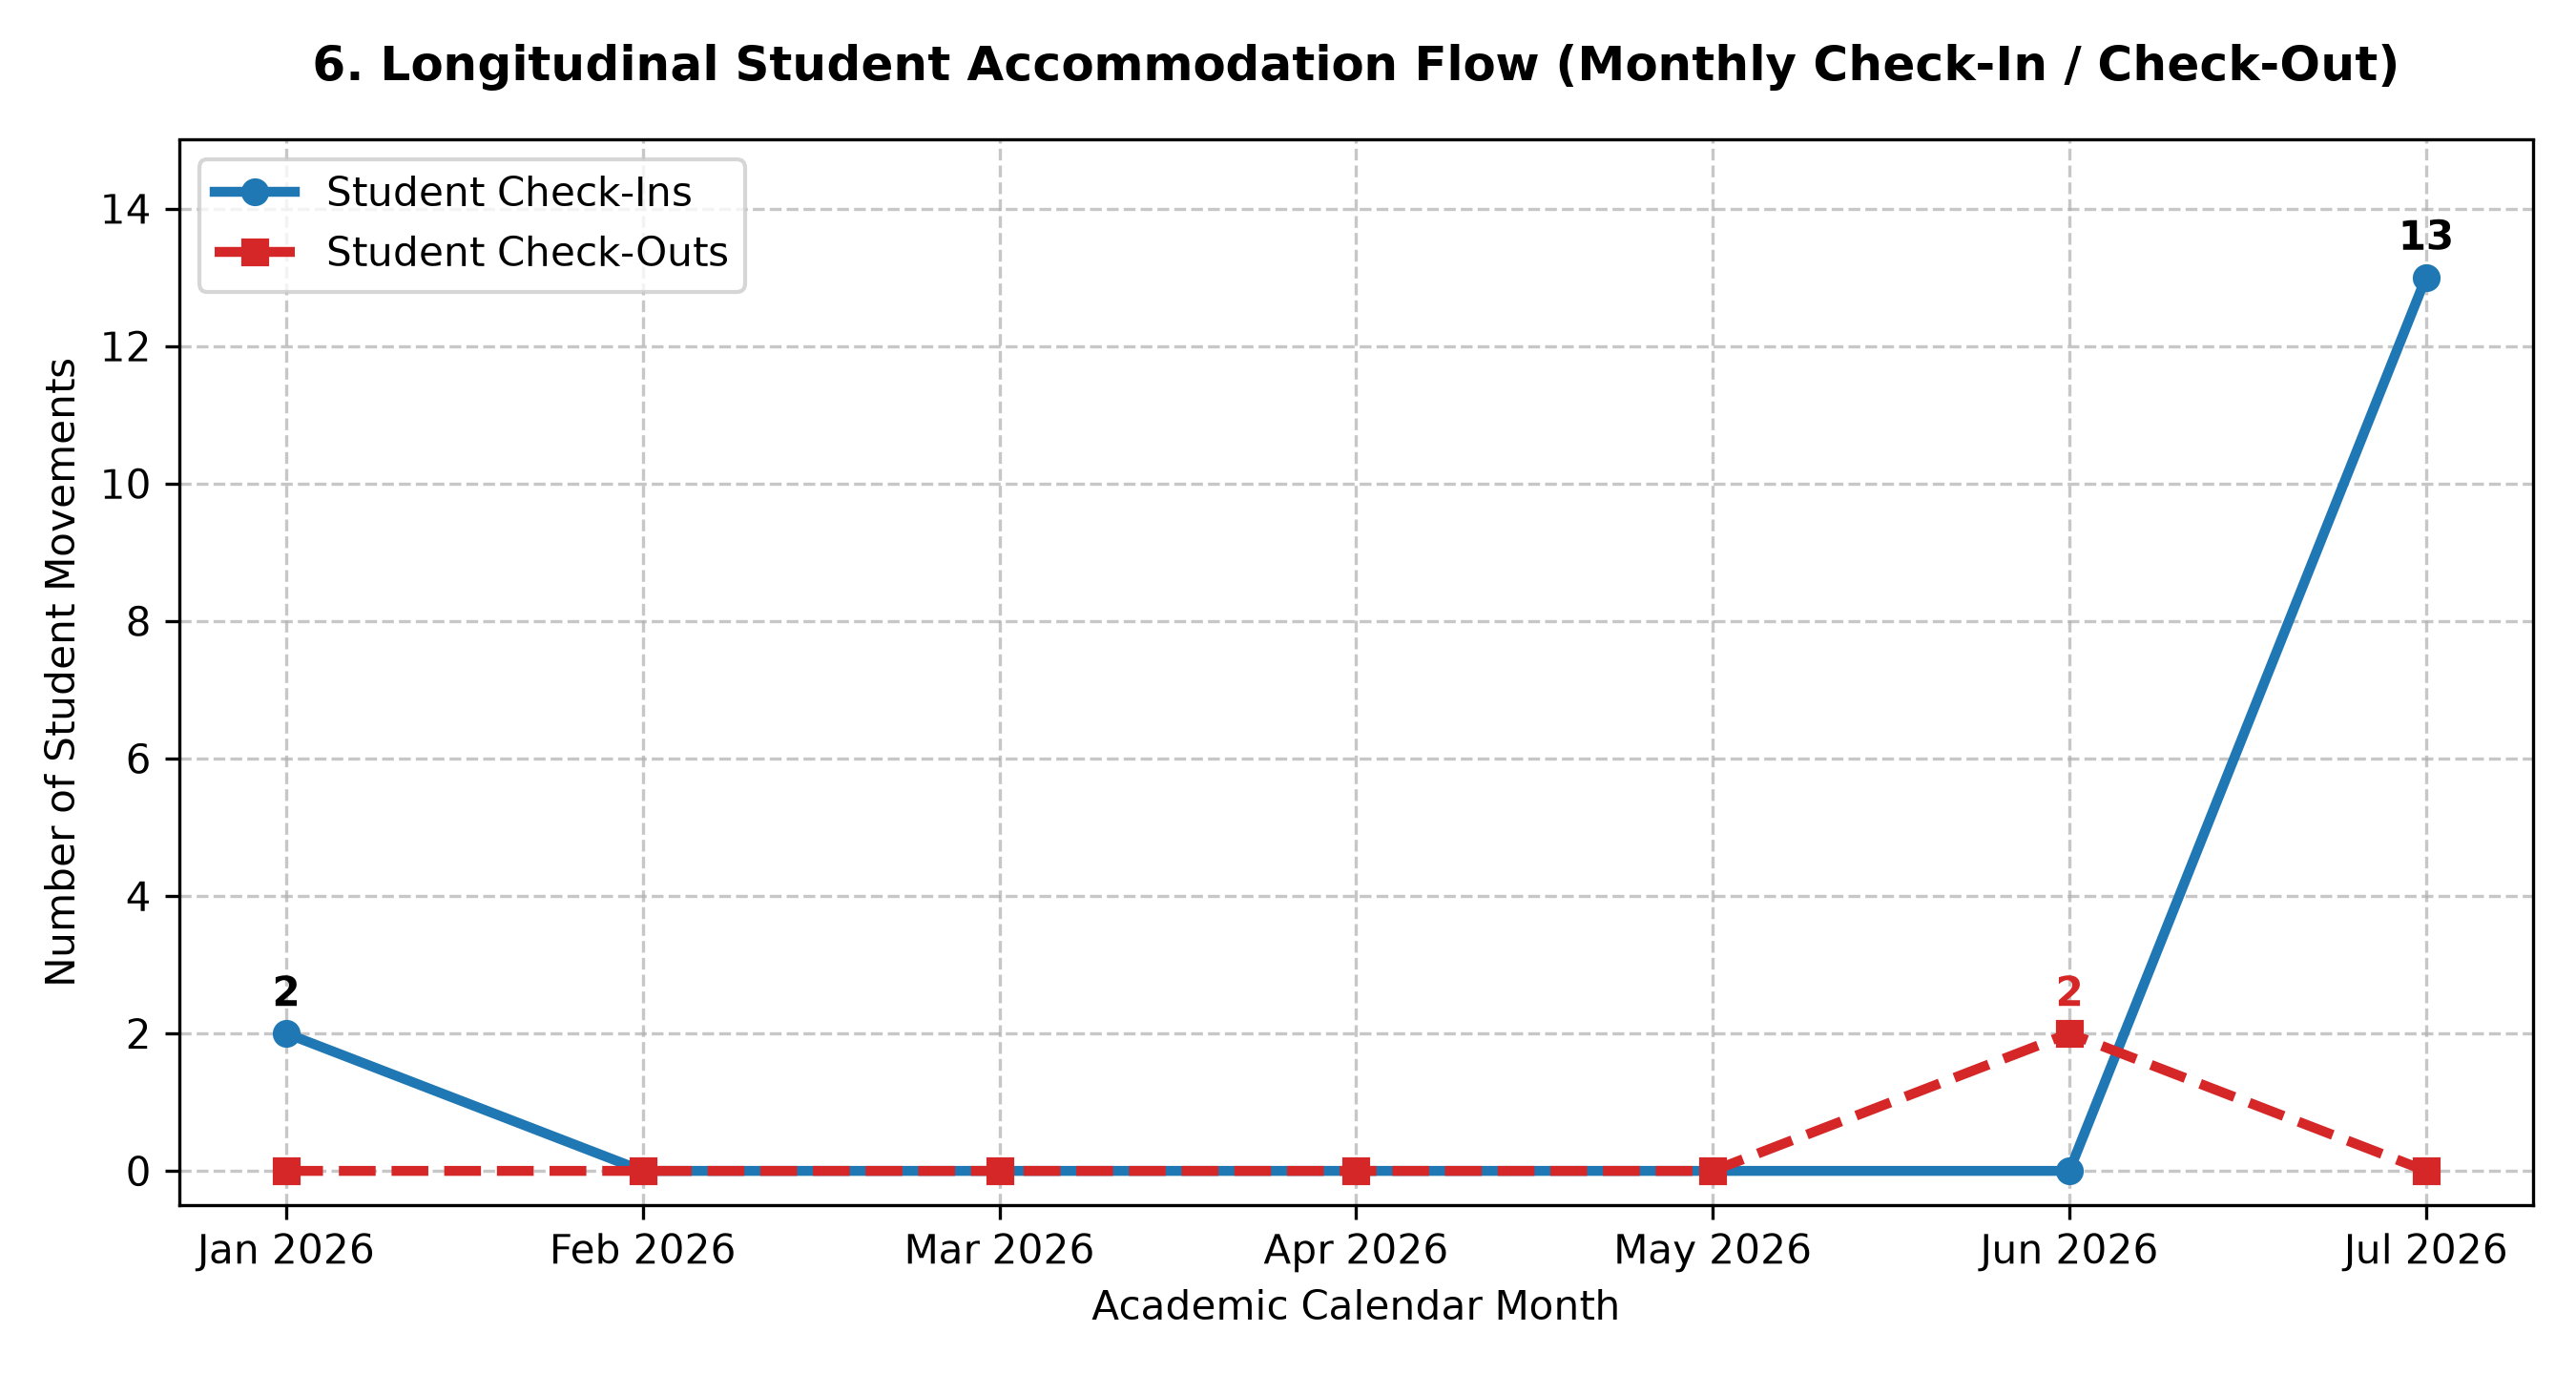 6. Longitudinal Student Accommodation Flow (Monthly Check-In / Check-Out)
Student Check-Ins
Student Check-Outs
Number of Student Movements
14
12
10
8
6
4
2
0
2
2
13
Jan 2026 Feb 2026 Mar 2026 Apr 2026 May 2026 Jun 2026 Jul 2026
Academic Calendar Month